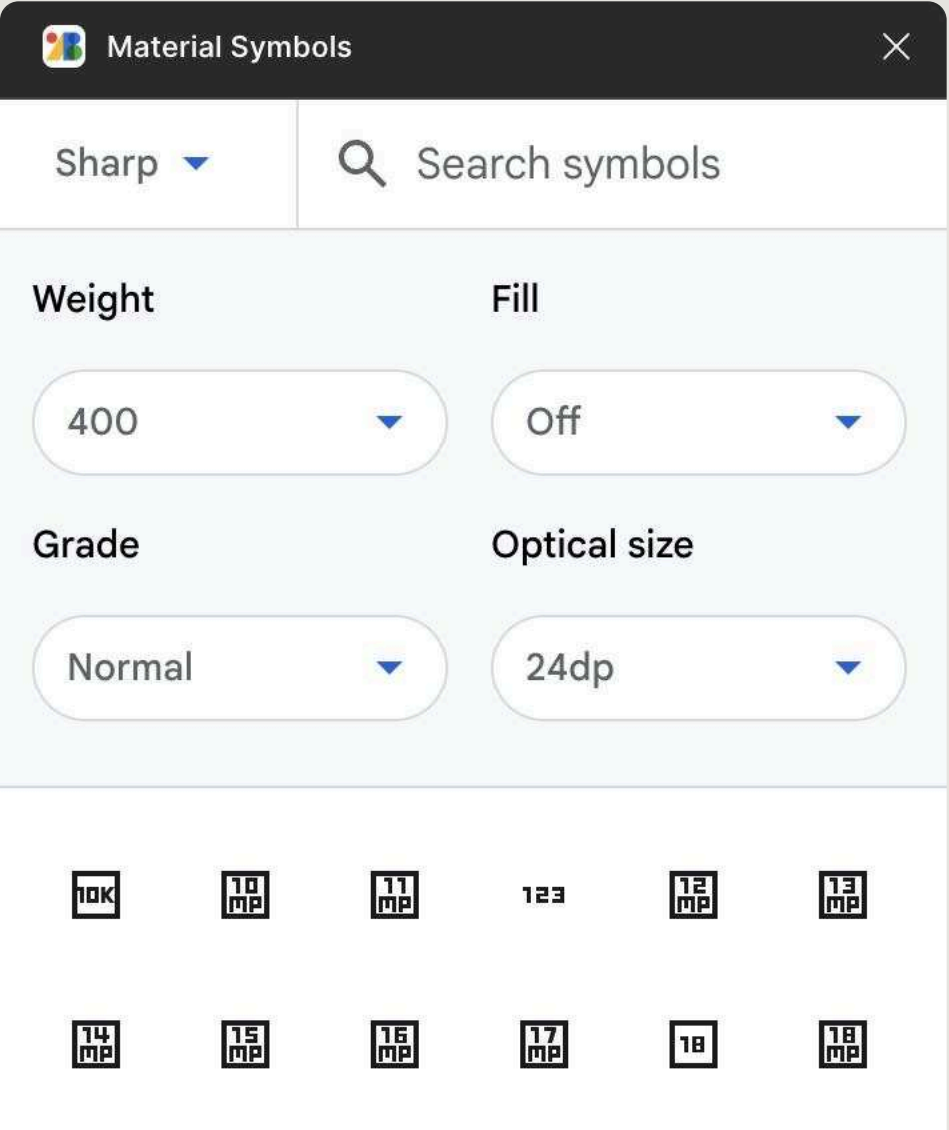 Material Symbols
Sharp Search symbols
Weight Fill
400 Off
Grade Optical size
Normal 24dp
10K 10 MP 11 MP 123 12 MP 13 MP
14 MP 15 MP 16 MP 17 MP 18 18 MP